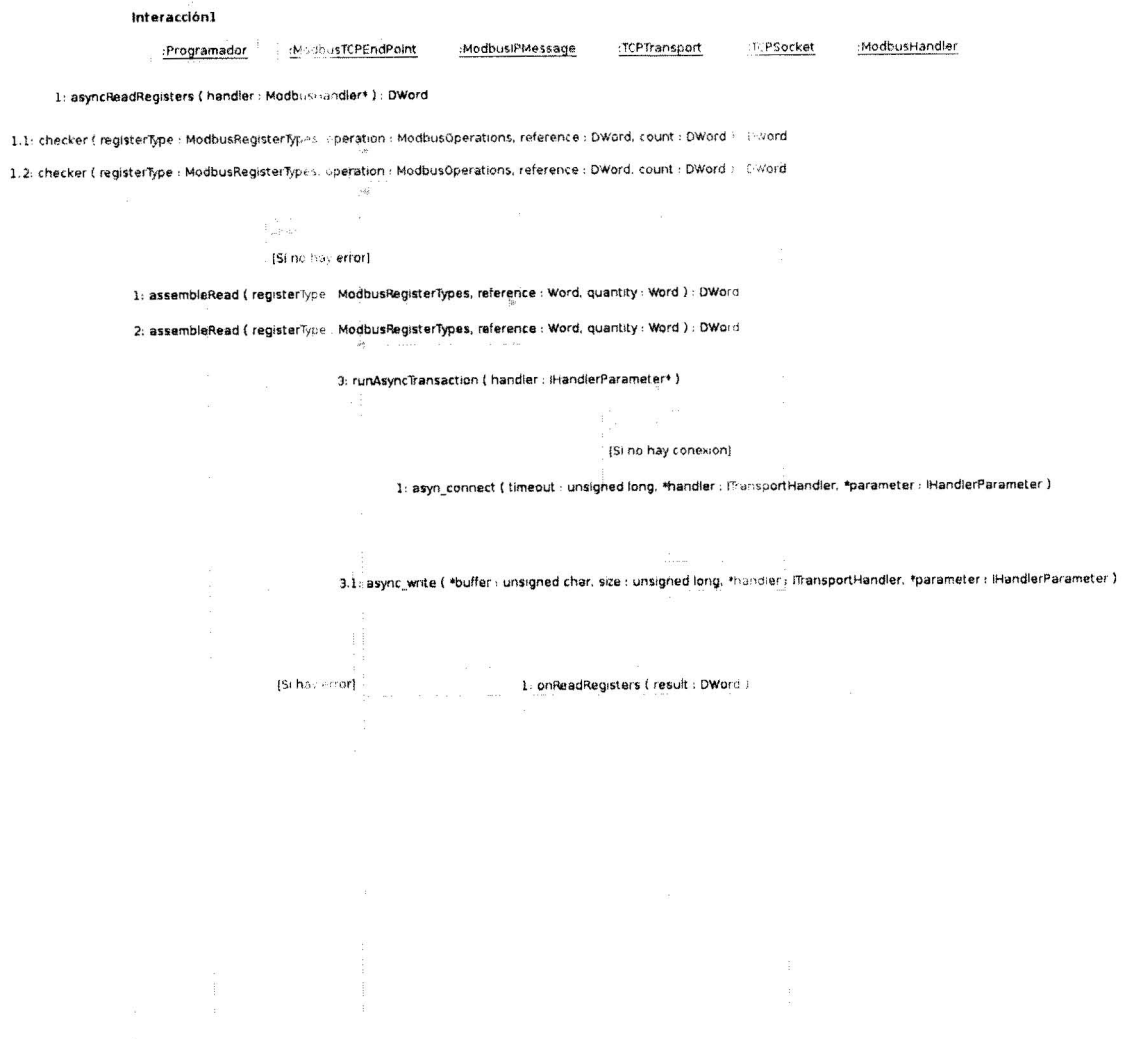 Interacción1
:Programador :ModbusTCPEndPoint :ModbusIPMessage :TCPTransport :TCPSocket :ModbusHandler
1: asyncReadRegisters ( handler : ModbusHandler* ) : DWord
1.1: checker ( registerType : ModbusRegisterTypes, operation : ModbusOperations, reference : DWord, count : DWord ) : DWord
1.2: checker ( registerType : ModbusRegisterTypes, operation : ModbusOperations, reference : DWord, count : DWord ) : DWord
[Si no hay error]
1: assembleRead ( registerType : ModbusRegisterTypes, reference : Word, quantity : Word ) : DWord
2: assembleRead ( registerType : ModbusRegisterTypes, reference : Word, quantity : Word ) : DWord
3: runAsyncTransaction ( handler : IHandlerParameter* )
[Si no hay conexion]
1: asyn_connect ( timeout : unsigned long, *handler : ITransportHandler, *parameter : IHandlerParameter )
3.1: async_write ( *buffer : unsigned char, size : unsigned long, *handler : ITransportHandler, *parameter : IHandlerParameter )
[Si hay error] 1: onReadRegisters ( result : DWord )